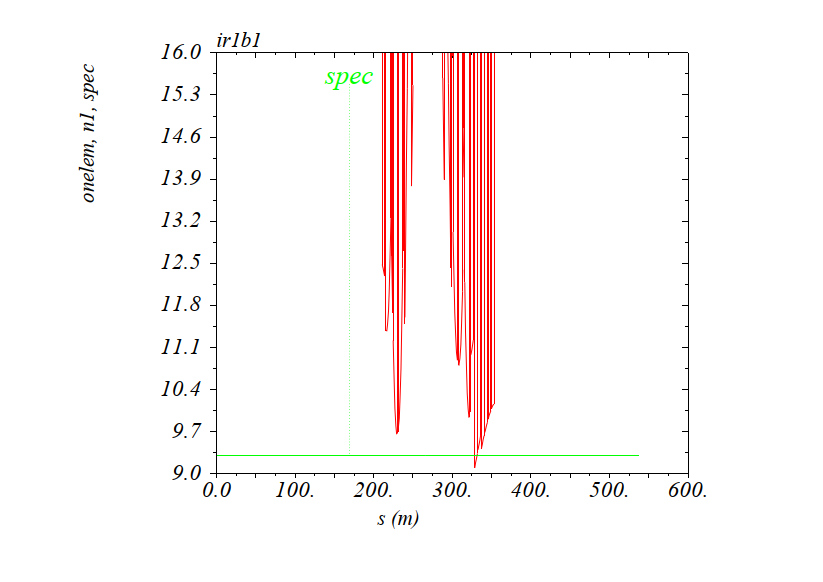 ir1b1
onelem, n1, spec
spec
16.0
15.3
14.6
13.9
13.2
12.5
11.8
11.1
10.4
9.7
9.0
0.0 100. 200. 300. 400. 500. 600.
s (m)